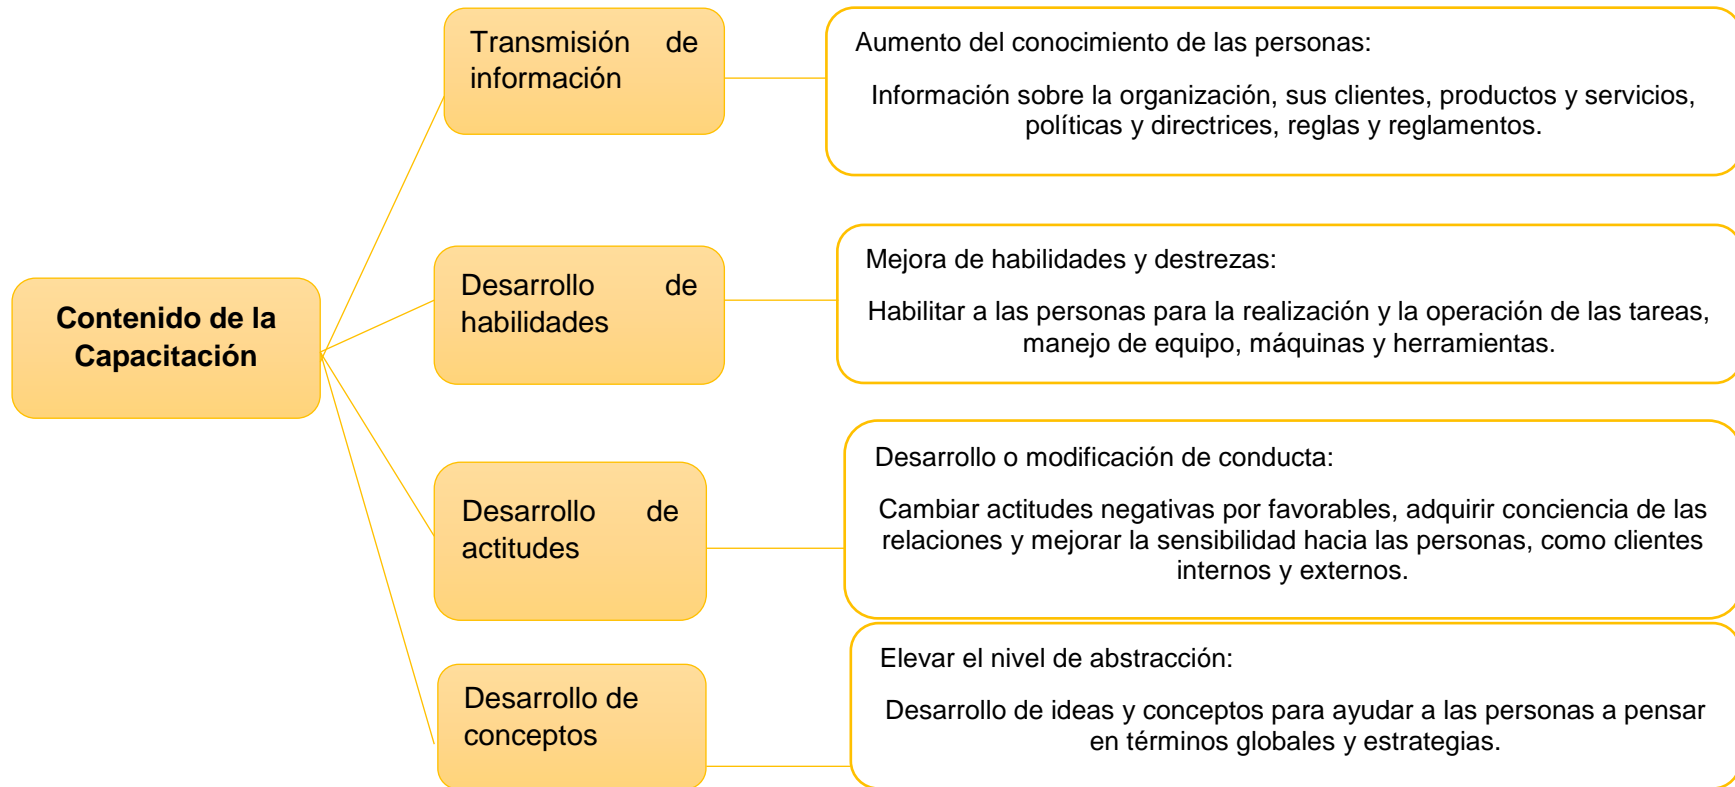 Contenido de la
Capacitación
Transmisión de
información
Aumento del conocimiento de las personas:
Información sobre la organización, sus clientes, productos y servicios,
políticas y directrices, reglas y reglamentos.
Desarrollo de
habilidades
Mejora de habilidades y destrezas:
Habilitar a las personas para la realización y la operación de las tareas,
manejo de equipo, máquinas y herramientas.
Desarrollo de
actitudes
Desarrollo o modificación de conducta:
Cambiar actitudes negativas por favorables, adquirir conciencia de las
relaciones y mejorar la sensibilidad hacia las personas, como clientes
internos y externos.
Desarrollo de
conceptos
Elevar el nivel de abstracción:
Desarrollo de ideas y conceptos para ayudar a las personas a pensar
en términos globales y estrategias.